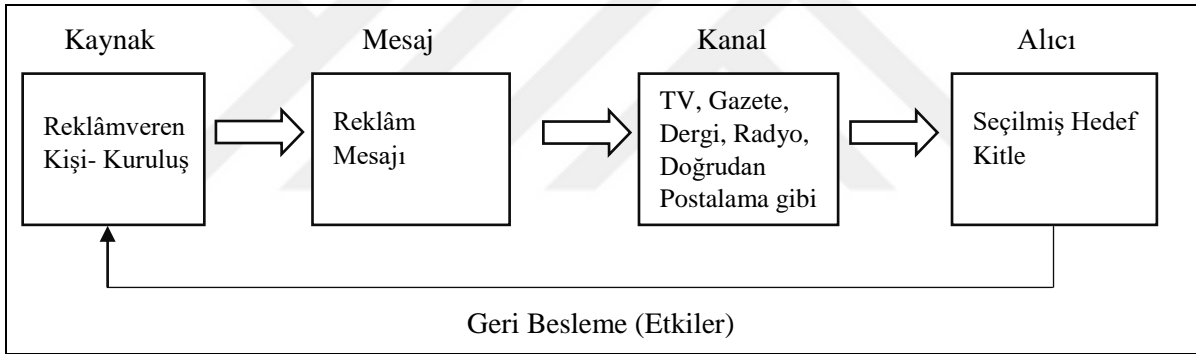 Kaynak
Mesaj
Kanal
Alıcı
Reklâmveren
Kişi- Kuruluş
Reklâm
Mesajı
TV, Gazete,
Dergi, Radyo,
Doğrudan
Postalama gibi
Seçilmiş Hedef
Kitle
Geri Besleme (Etkiler)